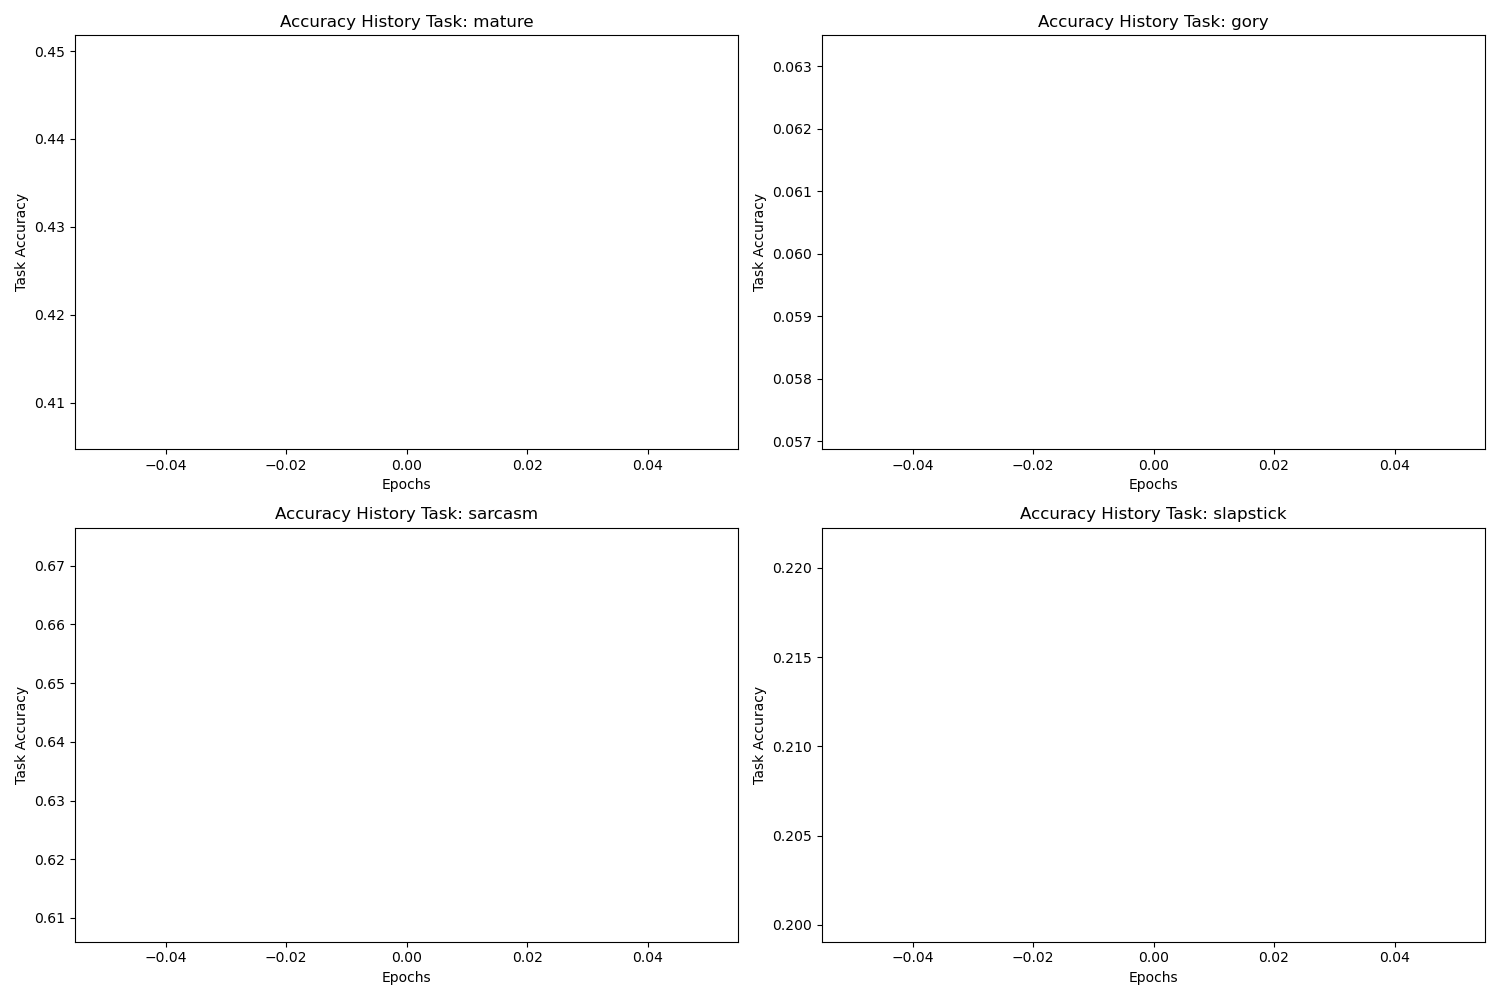 Accuracy History Task: mature
Task Accuracy
0.45
0.44
0.43
0.42
0.41
−0.04 −0.02 0.00 0.02 0.04
Epochs
Accuracy History Task: gory
Task Accuracy
0.063
0.062
0.061
0.060
0.059
0.058
0.057
−0.04 −0.02 0.00 0.02 0.04
Epochs
Accuracy History Task: sarcasm
Task Accuracy
0.67
0.66
0.65
0.64
0.63
0.62
0.61
−0.04 −0.02 0.00 0.02 0.04
Epochs
Accuracy History Task: slapstick
Task Accuracy
0.220
0.215
0.210
0.205
0.200
−0.04 −0.02 0.00 0.02 0.04
Epochs